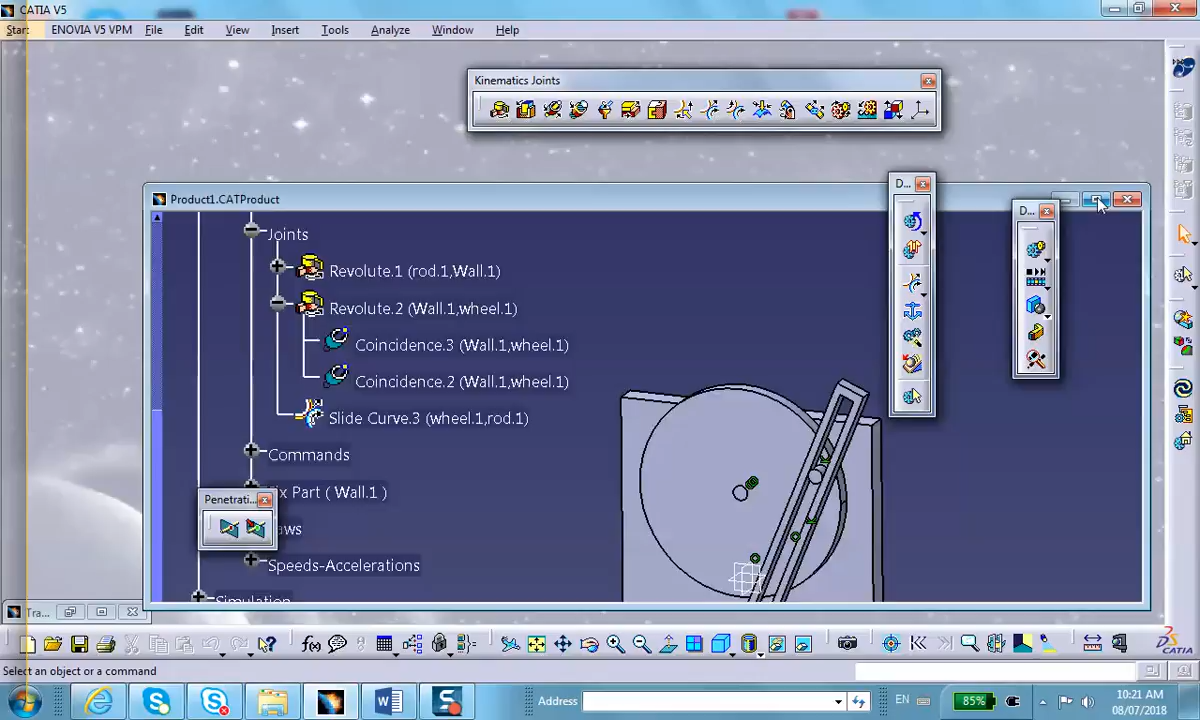 CATIA V5
Start ENOVIA V5 VPM File Edit View Insert Tools Analyze Window Help
Kinematics Joints
D...
Product1.CATProduct
D...
Joints
Revolute.1 (rod.1,Wall.1)
Revolute.2 (Wall.1,wheel.1)
Coincidence.3 (Wall.1,wheel.1)
Coincidence.2 (Wall.1,wheel.1)
Slide Curve.3 (wheel.1,rod.1)
Commands
Penetrati...
ix Part ( Wall.1 )
aws
Speeds-Accelerations
Simulation
Tra...
f(x)
CATIA
Select an object or a command
Address
EN
85%
10:21 AM
08/07/2018